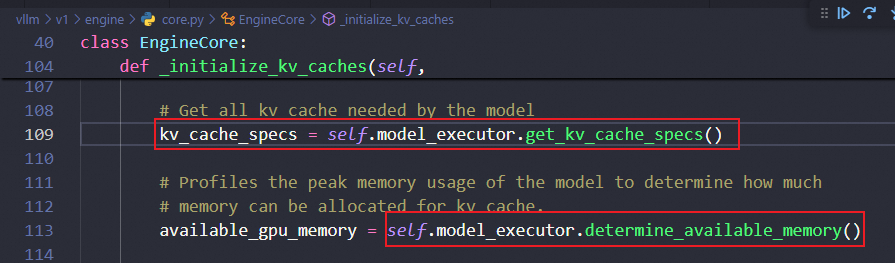 vllm > v1 > engine > core.py > EngineCore > _initialize_kv_caches
40 class EngineCore:
104 def _initialize_kv_caches(self,
107
108 # Get all kv cache needed by the model
109 kv_cache_specs = self.model_executor.get_kv_cache_specs()
110
111 # Profiles the peak memory usage of the model to determine how much
112 # memory can be allocated for kv cache.
113 available_gpu_memory = self.model_executor.determine_available_memory()
114